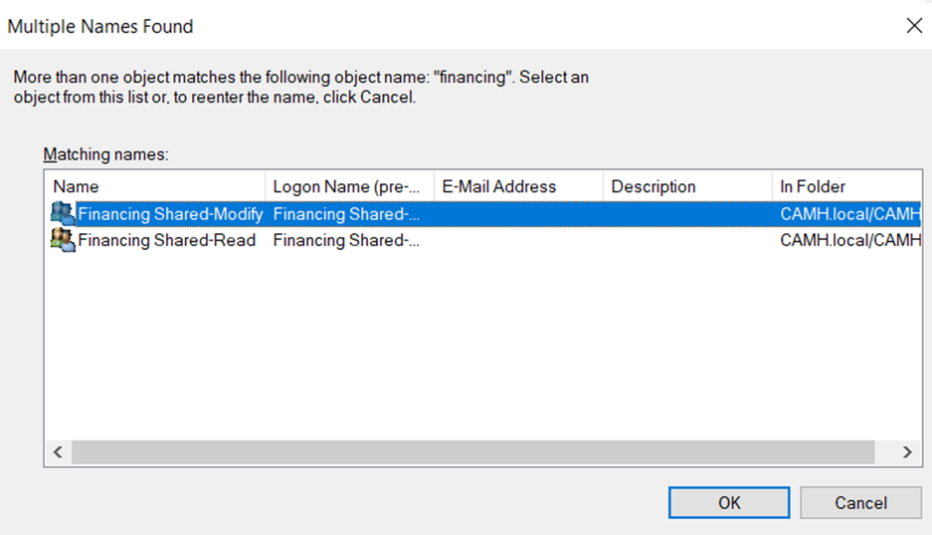 Multiple Names Found
More than one object matches the following object name: "financing". Select an
object from this list or, to reenter the name, click Cancel.
Matching names:
Name Logon Name (pre-... E-Mail Address Description In Folder
Financing Shared-Modify Financing Shared-... CAMH.local/CAMH
Financing Shared-Read Financing Shared-... CAMH.local/CAMH
OK Cancel